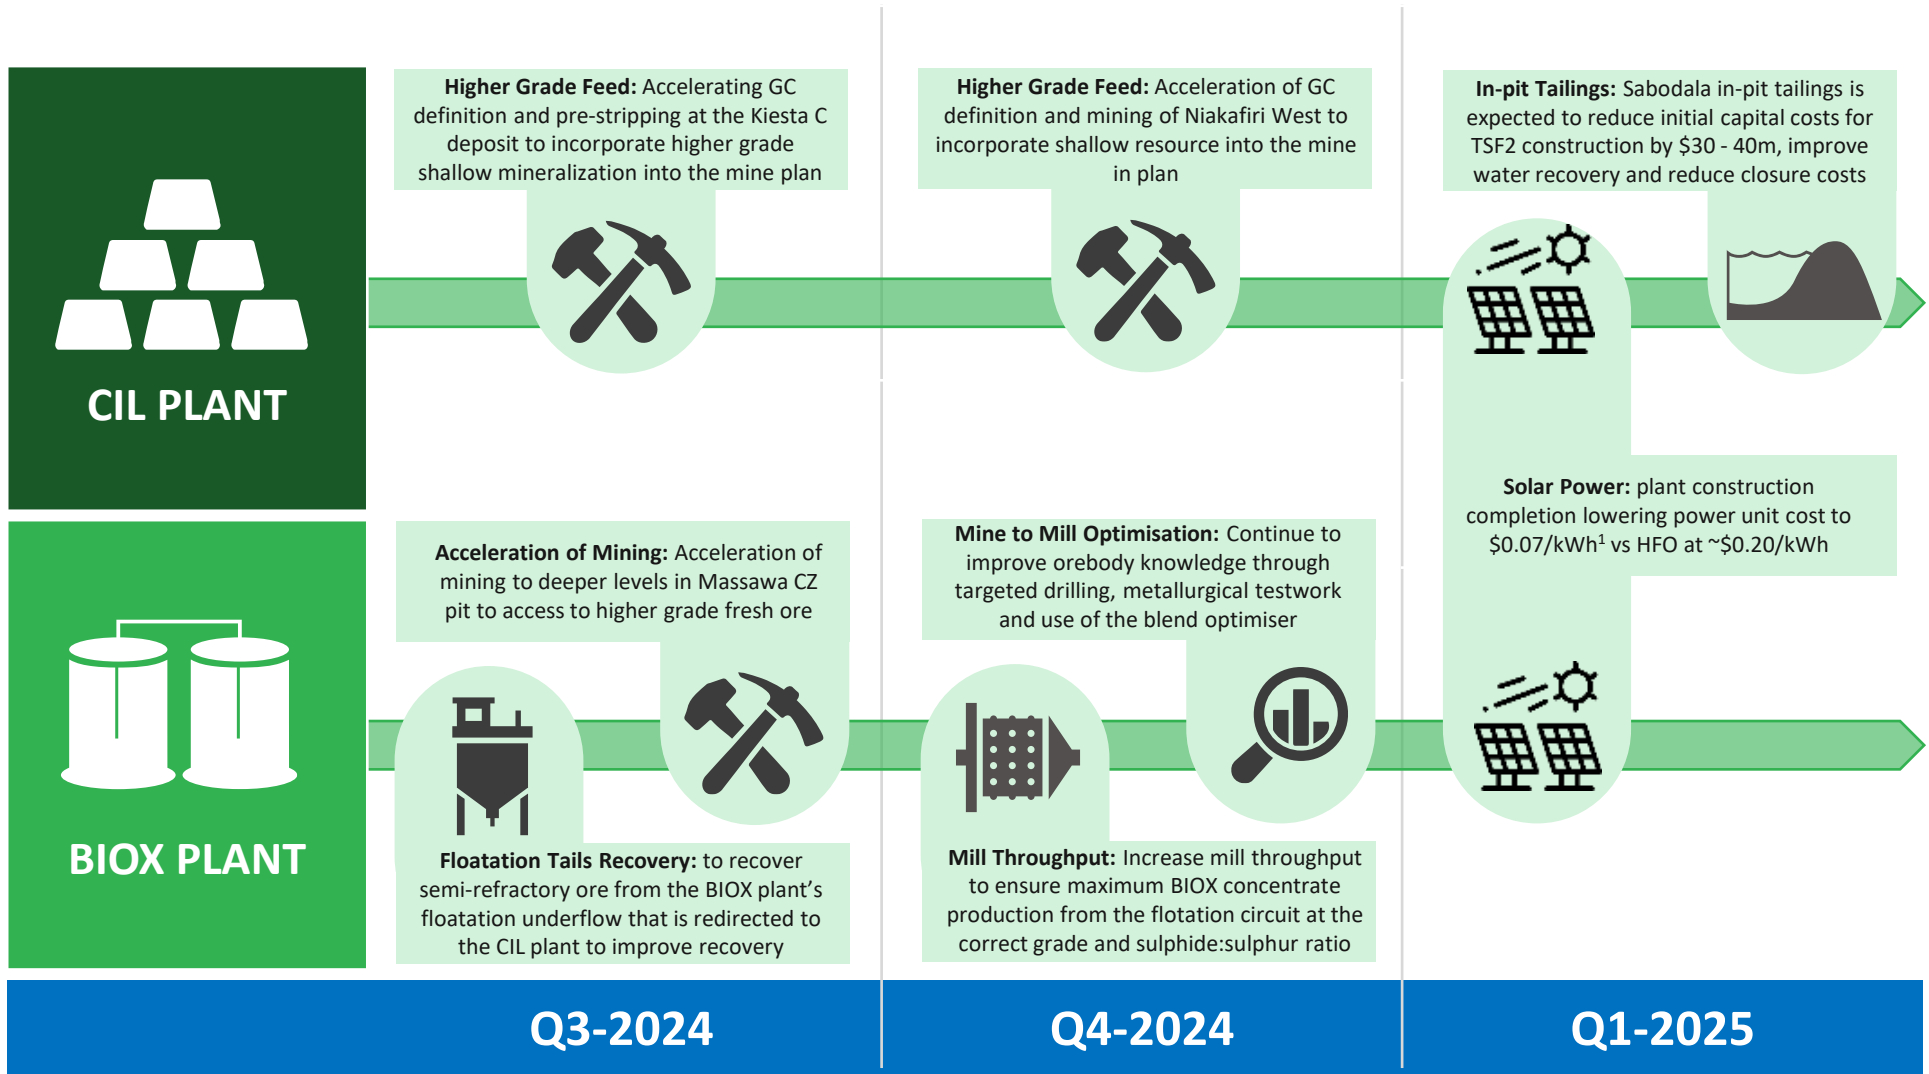 CIL PLANT
Higher Grade Feed: Accelerating GC
definition and pre-stripping at the Kiesta C
deposit to incorporate higher grade
shallow mineralization into the mine plan
Higher Grade Feed: Acceleration of GC
definition and mining of Niakafiri West to
incorporate shallow resource into the mine
in plan
In-pit Tailings: Sabodala in-pit tailings is
expected to reduce initial capital costs for
TSF2 construction by $30 - 40m, improve
water recovery and reduce closure costs
Solar Power: plant construction
completion lowering power unit cost to
$0.07/kWh¹ vs HFO at ~$0.20/kWh
BIOX PLANT
Acceleration of Mining: Acceleration of
mining to deeper levels in Massawa CZ
pit to access to higher grade fresh ore
Floatation Tails Recovery: to recover
semi-refractory ore from the BIOX plant’s
floatation underflow that is redirected to
the CIL plant to improve recovery
Mine to Mill Optimisation: Continue to
improve orebody knowledge through
targeted drilling, metallurgical testwork
and use of the blend optimiser
Mill Throughput: Increase mill throughput
to ensure maximum BIOX concentrate
production from the flotation circuit at the
correct grade and sulphide:sulphur ratio
Q3-2024
Q4-2024
Q1-2025